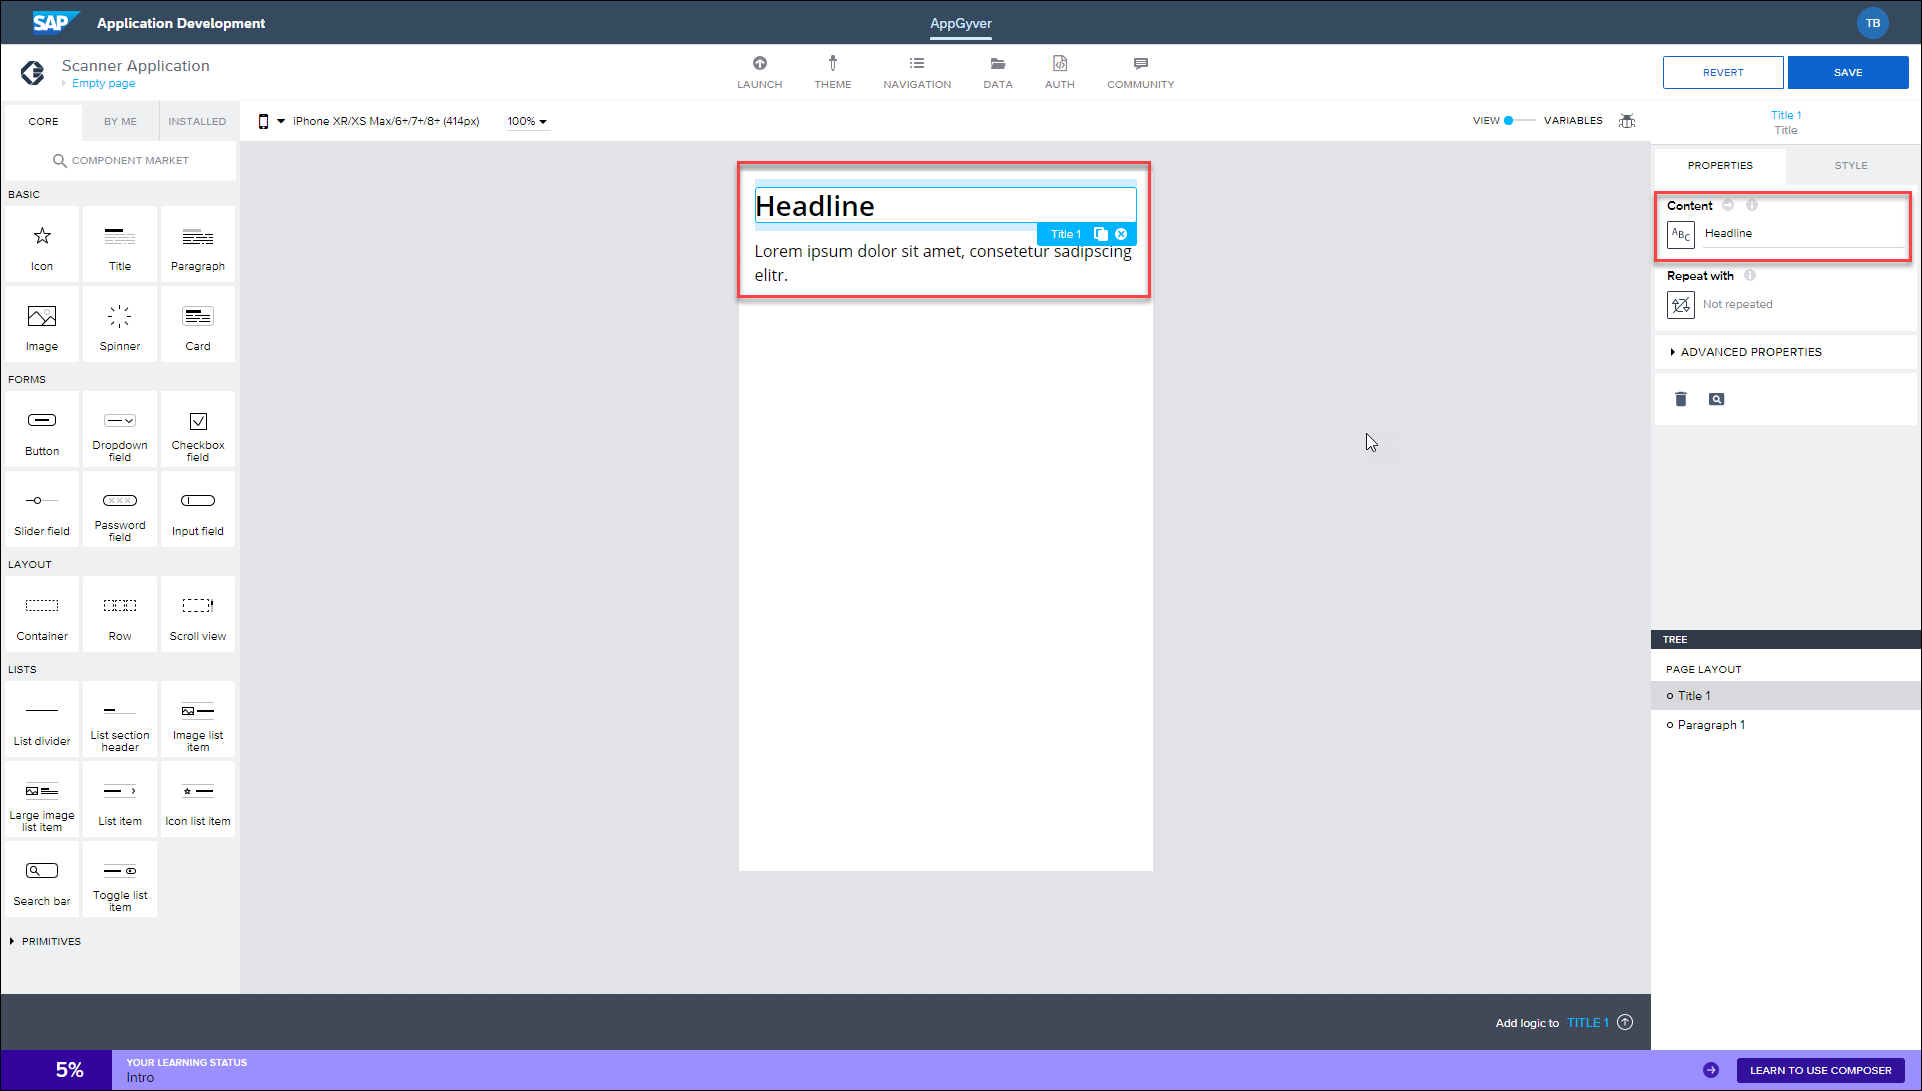 SAP Application Development
AppGyver
TB
Scanner Application
Empty page
LAUNCH
THEME
NAVIGATION
DATA
AUTH
COMMUNITY
REVERT
SAVE
CORE
BY ME
INSTALLED
COMPONENT MARKET
iPhone XR/XS Max/6+/7+/8+ (414px)
100%
VIEW
VARIABLES
BASIC
Icon
Title
Paragraph
Image
Spinner
Card
FORMS
Button
Dropdown
field
Checkbox
field
Slider field
Password
field
Input field
LAYOUT
Container
Row
Scroll view
LISTS
List divider
List section
header
Image list
item
Large image
list item
List item
Icon list item
Search bar
Toggle list
item
PRIMITIVES
Headline
Title 1
Lorem ipsum dolor sit amet, consetetur sadipscing
elitr.
Title 1
Title
PROPERTIES
STYLE
Content
ABC
Headline
Repeat with
Not repeated
ADVANCED PROPERTIES
TREE
PAGE LAYOUT
Title 1
Paragraph 1
Add logic to TITLE 1
5%
YOUR LEARNING STATUS
Intro
LEARN TO USE COMPOSER